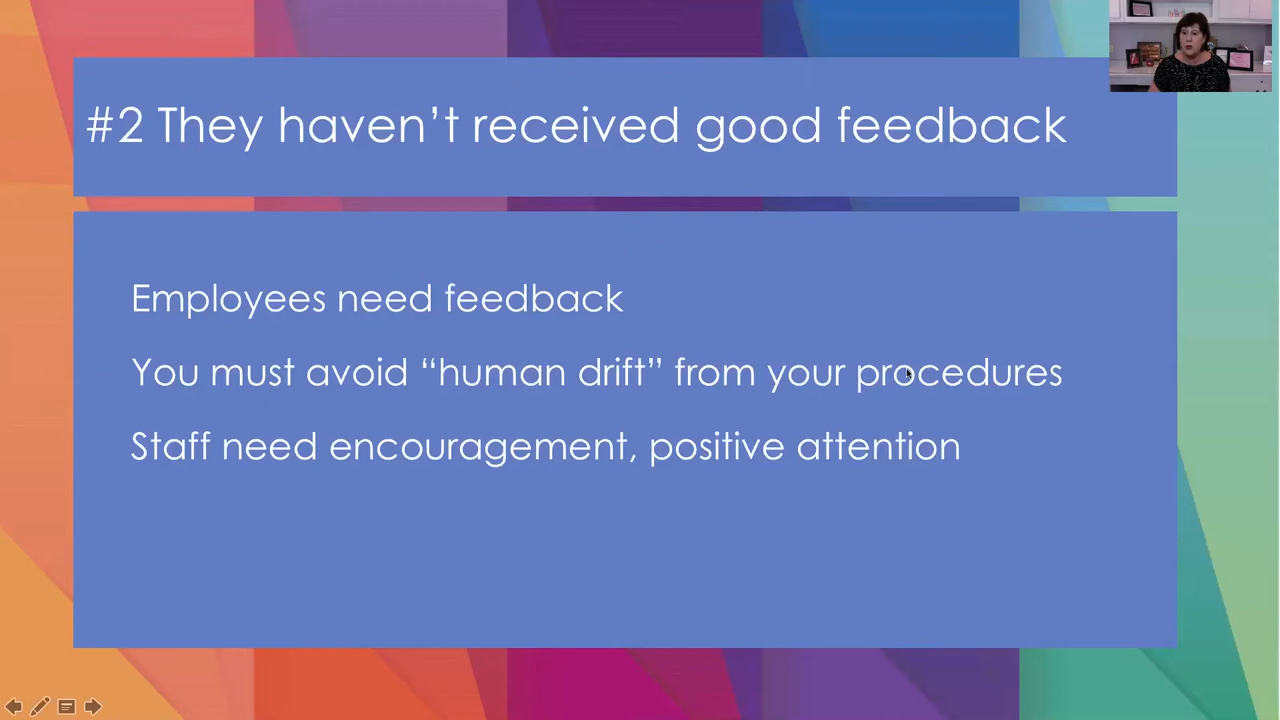 #2 They haven’t received good feedback
Employees need feedback
You must avoid “human drift” from your procedures
Staff need encouragement, positive attention